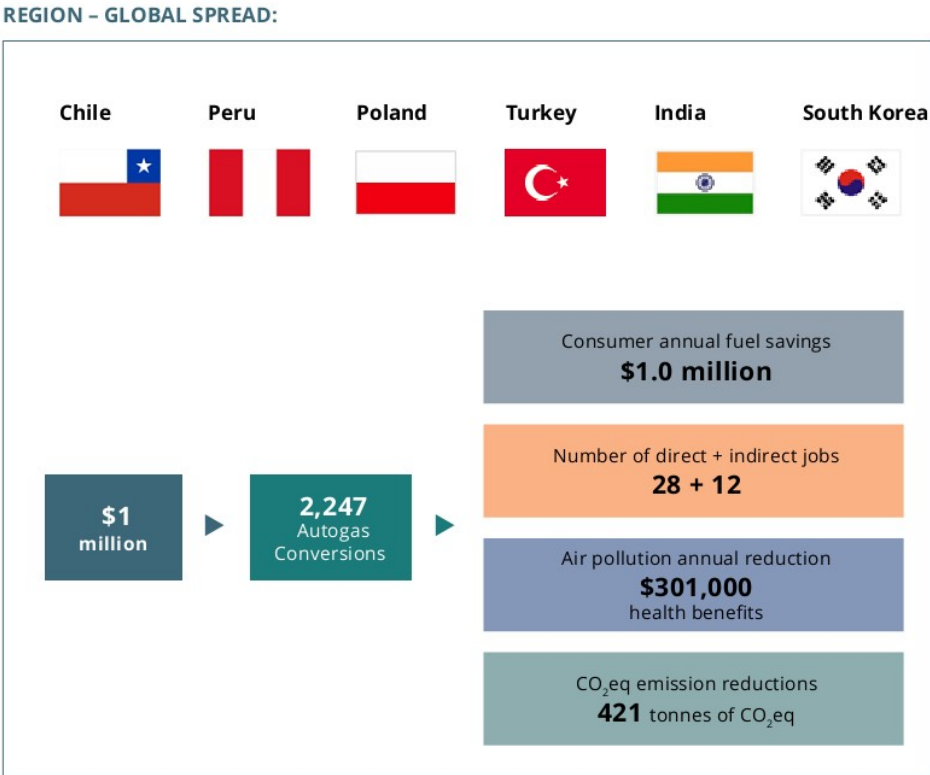 REGION – GLOBAL SPREAD:
Chile
Peru
Poland
Turkey
India
South Korea
$1
million
2,247
Autogas
Conversions
Consumer annual fuel savings
$1.0 million
Number of direct + indirect jobs
28 + 12
Air pollution annual reduction
$301,000
health benefits
CO₂eq emission reductions
421 tonnes of CO₂eq